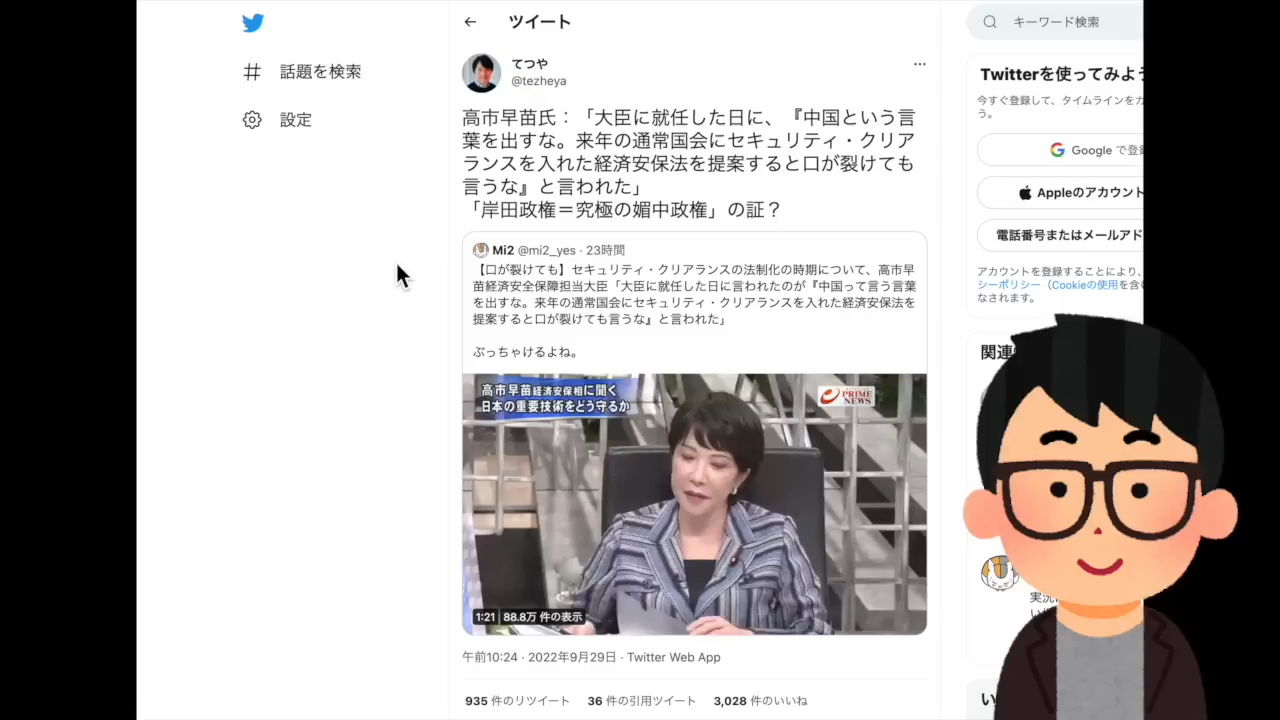 ツイート
キーワード検索
話題を検索
設定
てつや
@tezheya
高市早苗氏：「大臣に就任した日に、『中国という言
葉を出すな。来年の通常国会にセキュリティ・クリア
ランスを入れた経済安保法を提案すると口が裂けても
言うな』と言われた」
「岸田政権＝究極の媚中政権」の証？
Mi2 @mi2_yes · 23時間
【口が裂けても】セキュリティ・クリアランスの法制化の時期について、高市早
苗経済安全保障担当大臣「大臣に就任した日に言われたのが『中国って言う言葉
を出すな。来年の通常国会にセキュリティ・クリアランスを入れた経済安保法を
提案すると口が裂けても言うな』と言われた」
ぶっちゃけるよね。
高市早苗経済安保相に聞く
日本の重要技術をどう守るか
PRIME
NEWS
1:21 88.8万 件の表示
午前10:24 · 2022年9月29日 · Twitter Web App
935 件のリツイート 36 件の引用ツイート 3,028 件のいいね
Twitterを使ってみよう
今すぐ登録して、タイムラインをカ
う。
Google で登録
Appleのアカウント
電話番号またはメールアド
アカウントを登録することにより、
シーポリシー（Cookieの使用を含む
なされます。
関連
実況
い